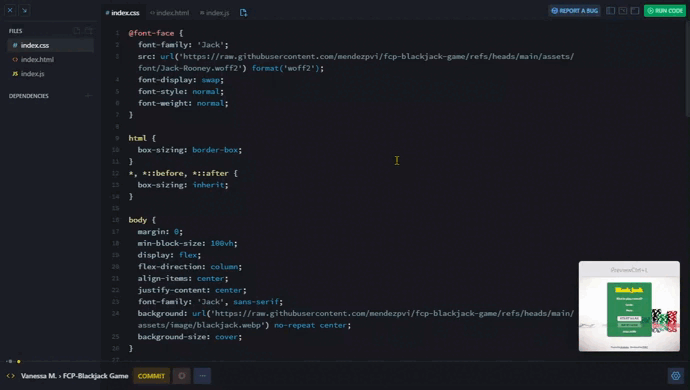 index.css
index.html
index.js
REPORT A BUG
RUN CODE
FILES
index.css
index.html
JS index.js
DEPENDENCIES
1 @font-face {
2 font-family: 'Jack';
3 src: url('https://raw.githubusercontent.com/mendezpvi/fcp-blackjack-game/refs/heads/main/assets/
font/Jack-Rooney.woff2') format('woff2');
4 font-display: swap;
5 font-style: normal;
6 font-weight: normal;
7 }
8
9 html {
10 box-sizing: border-box;
11 }
12 *, *::before, *::after {
13 box-sizing: inherit;
14 }
15
16 body {
17 margin: 0;
18 min-block-size: 100vh;
19 display: flex;
20 flex-direction: column;
21 align-items: center;
22 justify-content: center;
23 font-family: 'Jack', sans-serif;
24 background: url('https://raw.githubusercontent.com/mendezpvi/fcp-blackjack-game/refs/heads/main/
assets/image/blackjack.webp') no-repeat center;
25 background-size: cover;
26 }
27
Blackjack
Vanessa M. › FCP-Blackjack Game
COMMIT